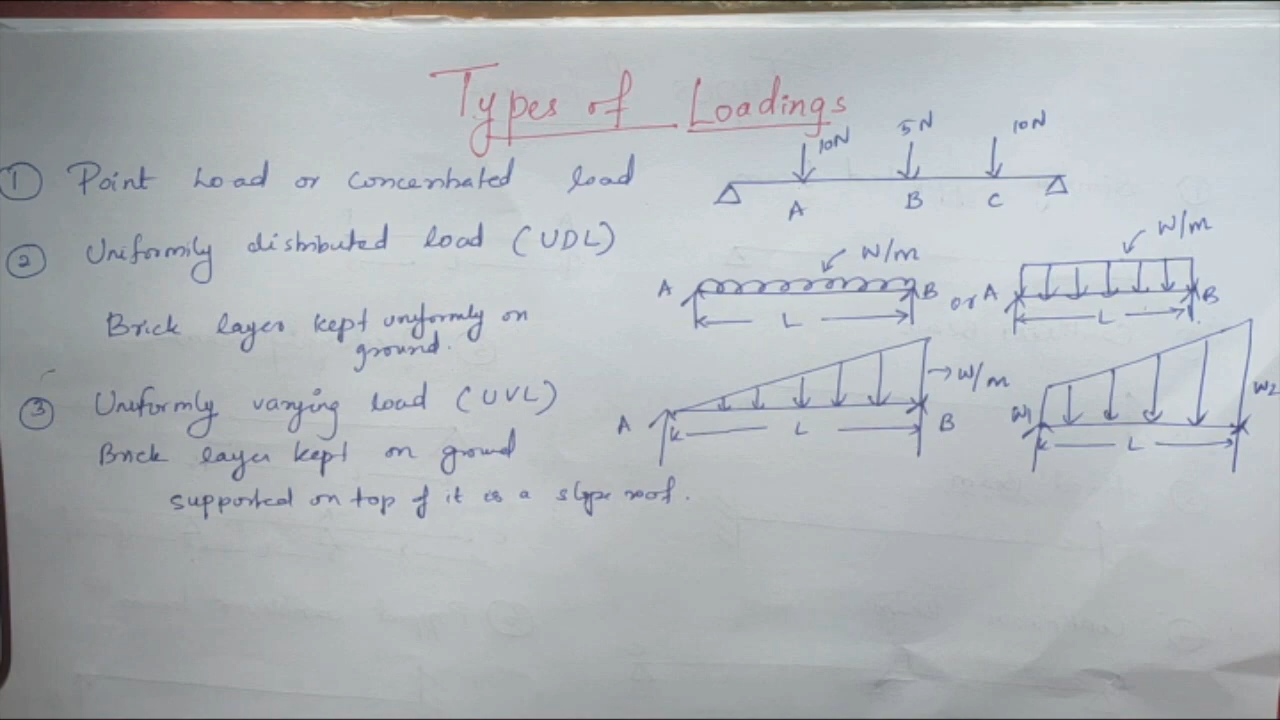 Types of Loadings
① Point Load or concentrated load
10N 5N 10N
A B C
② Uniformily distributed load (UDL)
W/m W/m
A B or A B
L L
Brick layer kept uniformly on
ground.
③ Uniformly varying load (UVL)
W/m
A B
L
W1 W2
L
Brick layer kept on ground
supported on top of it is a slope roof.